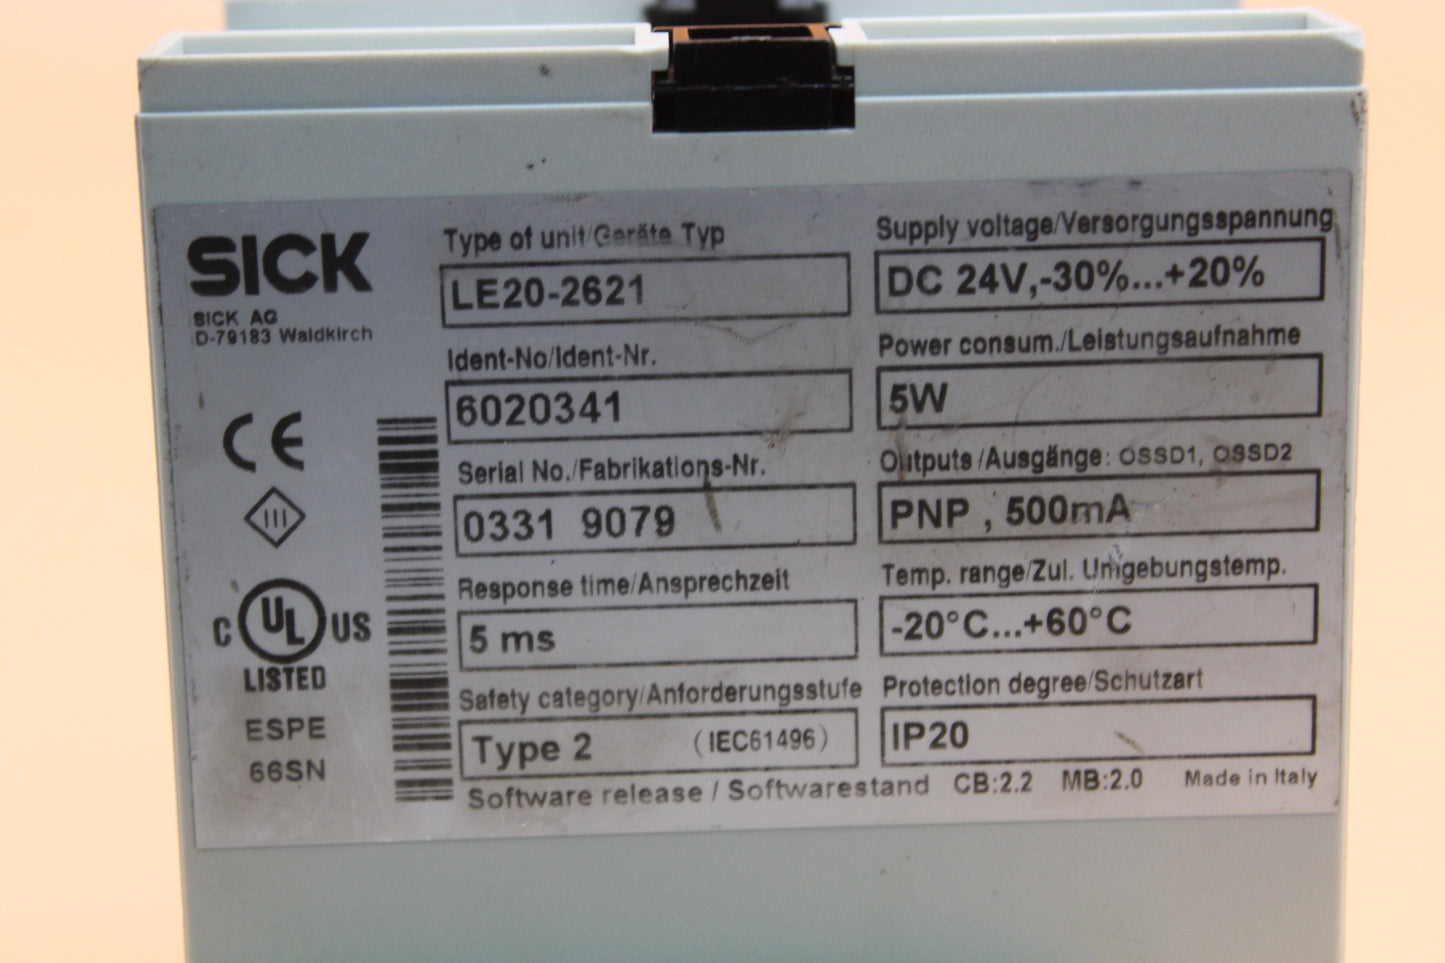 SICK
SICK AG
D-79183 Waldkirch
CE
III
C UL US
LISTED
ESPE
66SN
Type of unit/Geräte Typ
LE20-2621
Ident-No/Ident-Nr.
6020341
Serial No./Fabrikations-Nr.
0331 9079
Response time/Ansprechzeit
5 ms
Safety category/Anforderungsstufe
Type 2 (IEC61496)
Supply voltage/Versorgungsspannung
DC 24V,-30%...+20%
Power consum./Leistungsaufnahme
5W
Outputs /Ausgänge: OSSD1, OSSD2
PNP , 500mA
Temp. range/Zul. Umgebungstemp.
-20°C...+60°C
Protection degree/Schutzart
IP20
Software release / Softwarestand CB:2.2 MB:2.0 Made in Italy